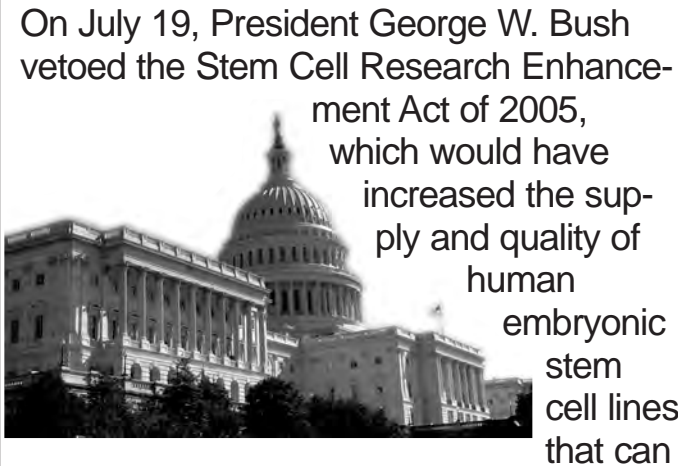 On July 19, President George W. Bush
vetoed the Stem Cell Research Enhance-
ment Act of 2005,
which would have
increased the sup-
ply and quality of
human
embryonic
stem
cell lines
that can